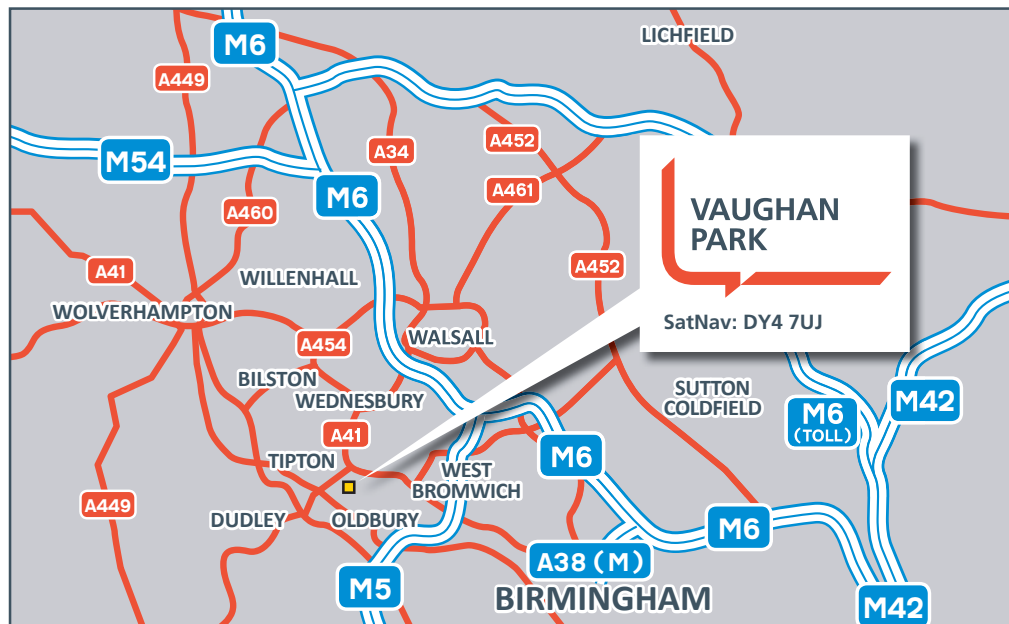 M6
LICHFIELD
A449
A452
A34
M54
A461
M6
A460
VAUGHAN
PARK
A452
A41
WILLENHALL
WOLVERHAMPTON
SatNav: DY4 7UJ
WALSALL
A454
BILSTON
SUTTON
COLDFIELD
WEDNESBURY
M42
M6
(TOLL)
A41
M6
TIPTON
WEST
BROMWICH
A449
DUDLEY
OLDBURY
M6
A38 (M)
M5
BIRMINGHAM
M42